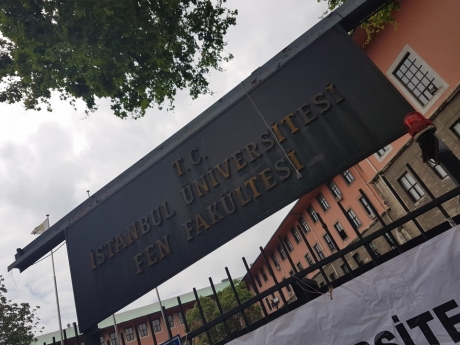 T.C.
İSTANBUL ÜNİVERSİTESİ
FEN FAKÜLTESİ